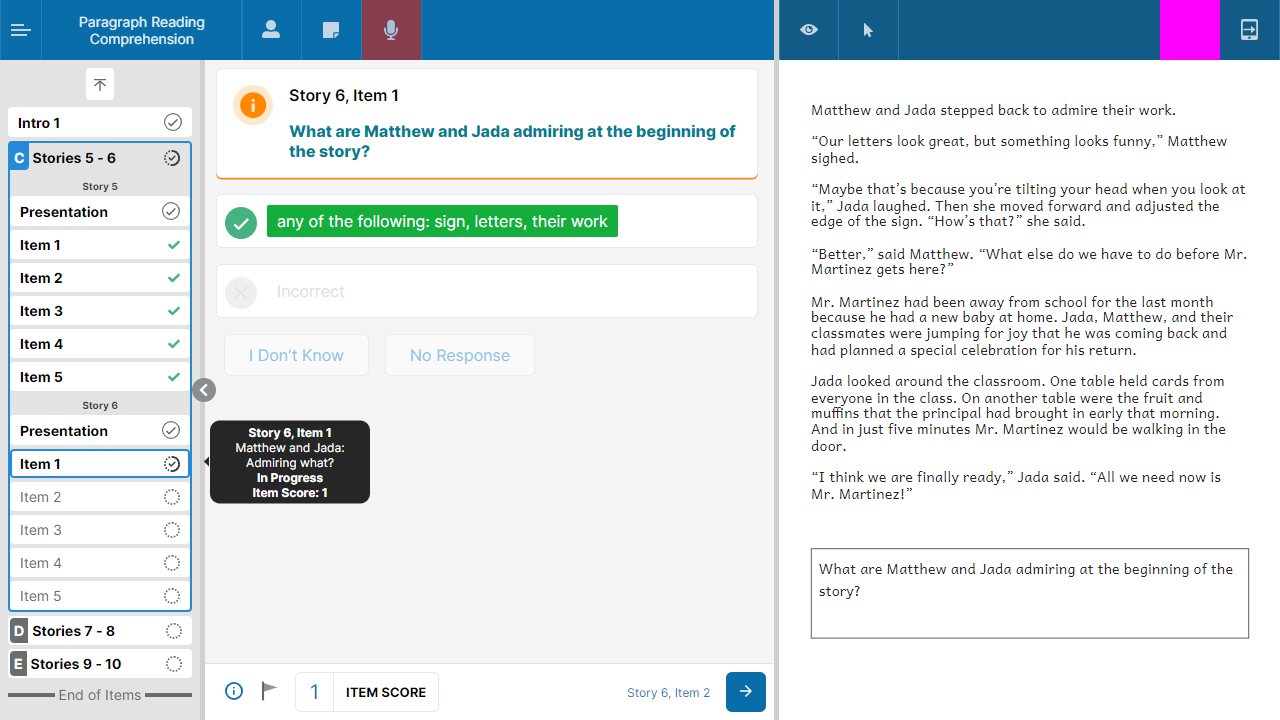 Paragraph Reading
Comprehension
Intro 1
C Stories 5 - 6
Story 5
Presentation
Item 1
Item 2
Item 3
Item 4
Item 5
Story 6
Presentation
Item 1
Item 2
Item 3
Item 4
Item 5
D Stories 7 - 8
E Stories 9 - 10
End of Items
Story 6, Item 1
What are Matthew and Jada admiring at the beginning of
the story?
any of the following: sign, letters, their work
Incorrect
I Don’t Know
No Response
Story 6, Item 1
Matthew and Jada:
Admiring what?
In Progress
Item Score: 1
1 ITEM SCORE
Story 6, Item 2
Matthew and Jada stepped back to admire their work.
“Our letters look great, but something looks funny,” Matthew
sighed.
“Maybe that’s because you’re tilting your head when you look at
it,” Jada laughed. Then she moved forward and adjusted the
edge of the sign. “How’s that?” she said.
“Better,” said Matthew. “What else do we have to do before Mr.
Martinez gets here?”
Mr. Martinez had been away from school for the last month
because he had a new baby at home. Jada, Matthew, and their
classmates were jumping for joy that he was coming back and
had planned a special celebration for his return.
Jada looked around the classroom. One table held cards from
everyone in the class. On another table were the fruit and
muffins that the principal had brought in early that morning.
And in just five minutes Mr. Martinez would be walking in the
door.
“I think we are finally ready,” Jada said. “All we need now is
Mr. Martinez!”
What are Matthew and Jada admiring at the beginning of the
story?